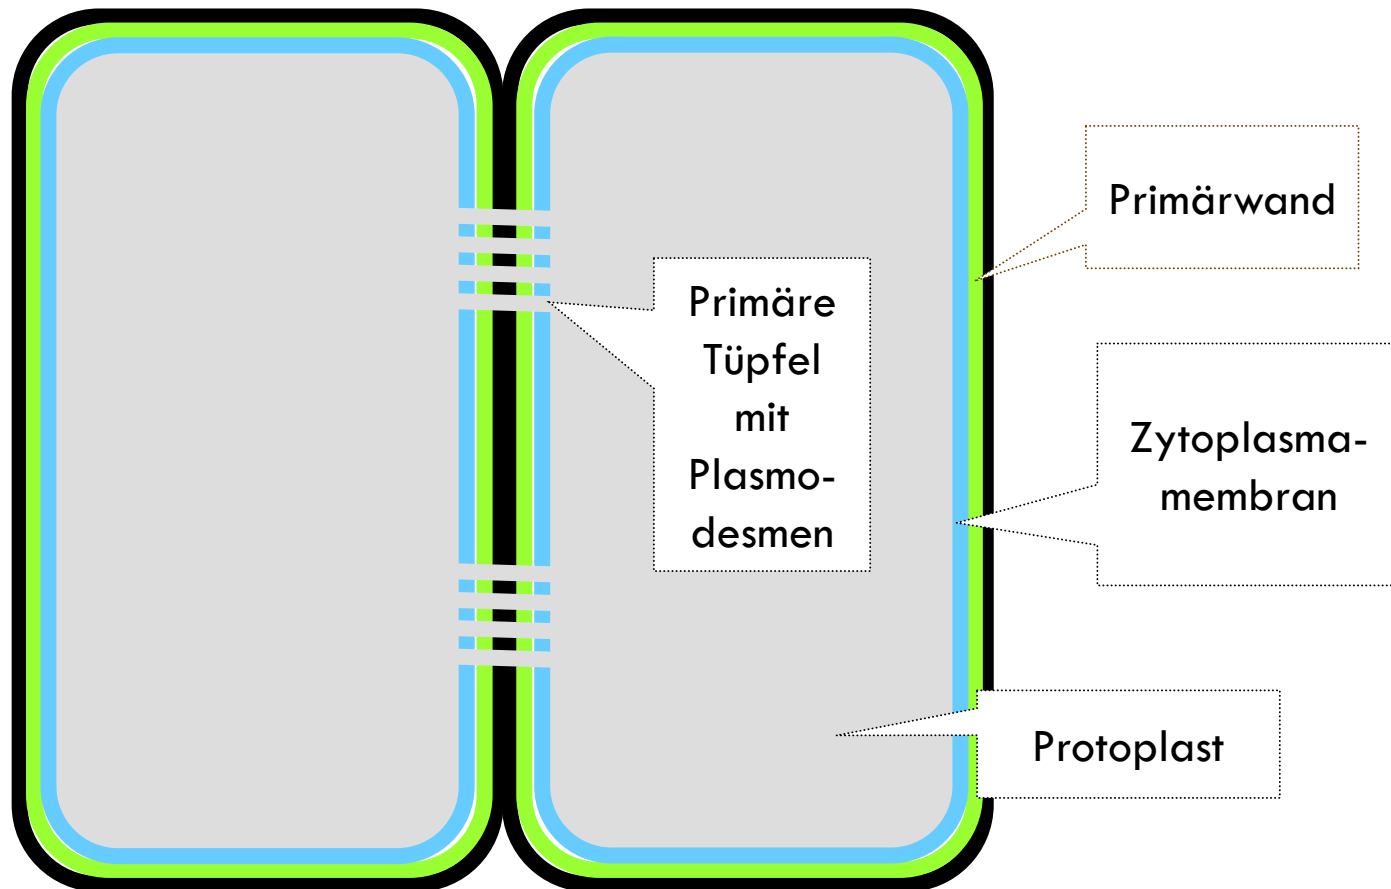 Primärwand
Primäre
Tüpfel
mit
Plasmo-
desmen
Zytoplasma-
membran
Protoplast